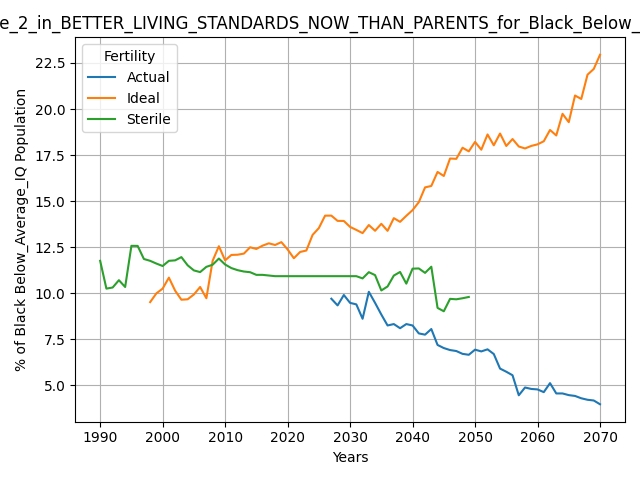 e_2_in_BETTER_LIVING_STANDARDS_NOW_THAN_PARENTS_for_Black_Below_
Fertility
Actual
Ideal
Sterile
% of Black Below_Average_IQ Population
22.5
20.0
17.5
15.0
12.5
10.0
7.5
5.0
1990 2000 2010 2020 2030 2040 2050 2060 2070
Years